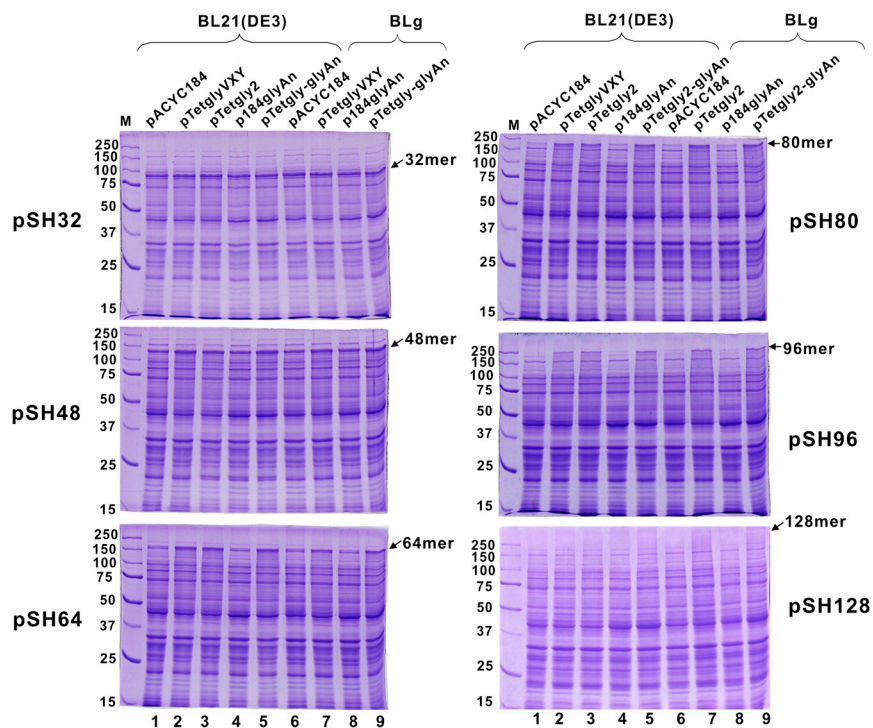 BL21(DE3) BLg
M pACYC184 pTetglyVXY pTetgly2 p184glyAn pTetgly-glyAn pACYC184 pTetglyVXY p184glyAn pTetgly-glyAn
250
150
100
75
50
37
25
15
pSH32
32mer
250
150
100
75
50
37
25
15
pSH48
48mer
250
150
100
75
50
37
25
15
pSH64
64mer
1 2 3 4 5 6 7 8 9
BL21(DE3) BLg
M pACYC184 pTetglyVXY pTetgly2 p184glyAn pTetgly2-glyAn pACYC184 pTetgly2 p184glyAn pTetgly2-glyAn
250
150
100
75
50
37
25
15
80mer
pSH80
250
150
100
75
50
37
25
15
96mer
pSH96
250
150
100
75
50
37
25
15
128mer
pSH128
1 2 3 4 5 6 7 8 9